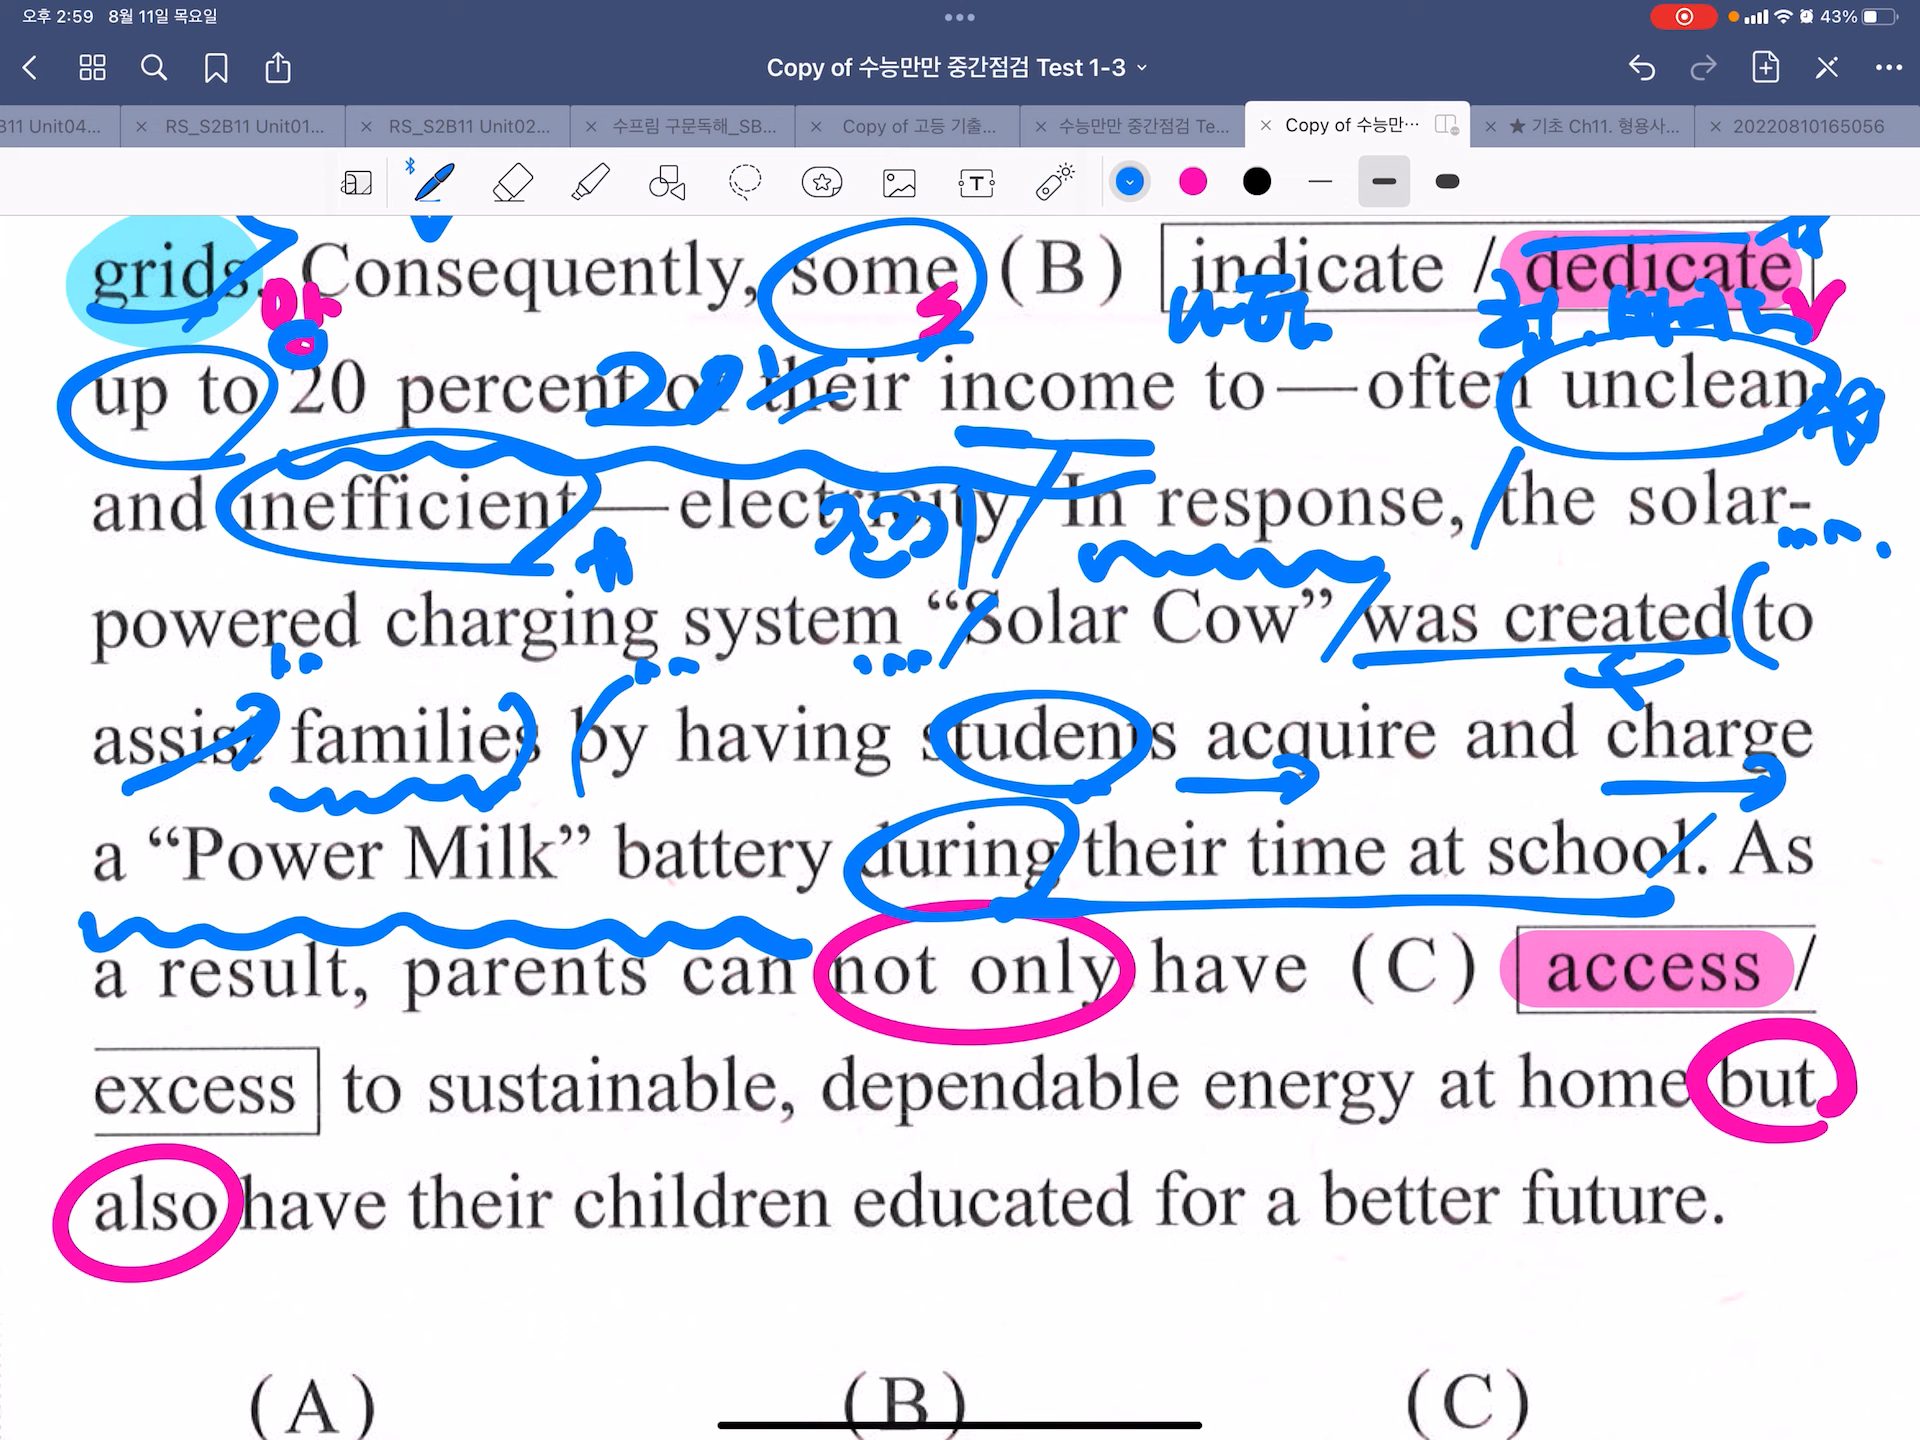 오후 2:59 8월 11일 목요일
43%
Copy of 수능만만 중간점검 Test 1-3
B11 Unit04... RS_S2B11 Unit01... RS_S2B11 Unit02... 수프림 구문독해_SB... Copy of 고등 기출... 수능만만 중간점검 Te... Copy of 수능만... ★ 기초 Ch11. 형용사... 20220810165056
grids. Consequently, some (B) indicate / dedicate
up to 20 percent of their income to—often unclean
and inefficient—electricity. In response, the solar-
powered charging system “Solar Cow” was created to
assist families by having students acquire and charge
a “Power Milk” battery during their time at school. As
a result, parents can not only have (C) access /
excess to sustainable, dependable energy at home but
also have their children educated for a better future.
(A) (B) (C)